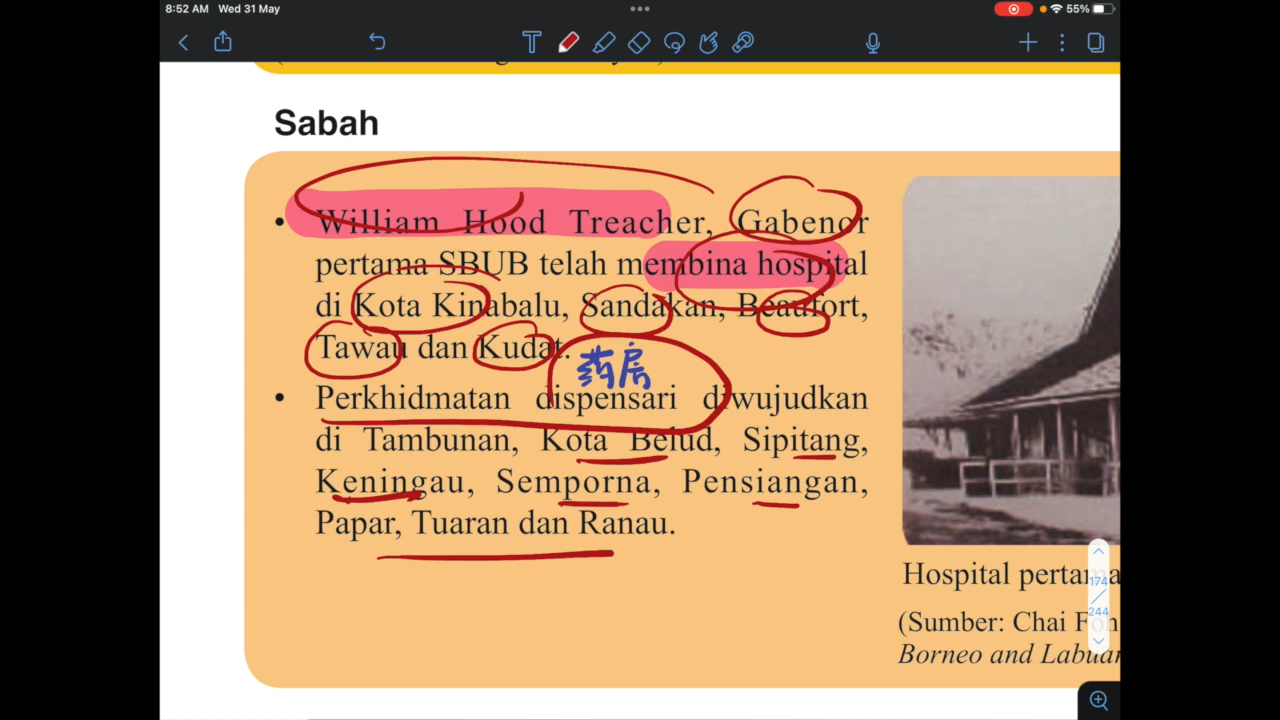 8:52 AM Wed 31 May
55%
Sabah
• William Hood Treacher, Gabenor
pertama SBUB telah membina hospital
di Kota Kinabalu, Sandakan, Beaufort,
Tawau dan Kudat.
药房
• Perkhidmatan dispensari diwujudkan
di Tambunan, Kota Belud, Sipitang,
Keningau, Semporna, Pensiangan,
Papar, Tuaran dan Ranau.
Hospital pertama
(Sumber: Chai Foh
Borneo and Labuan
174
244